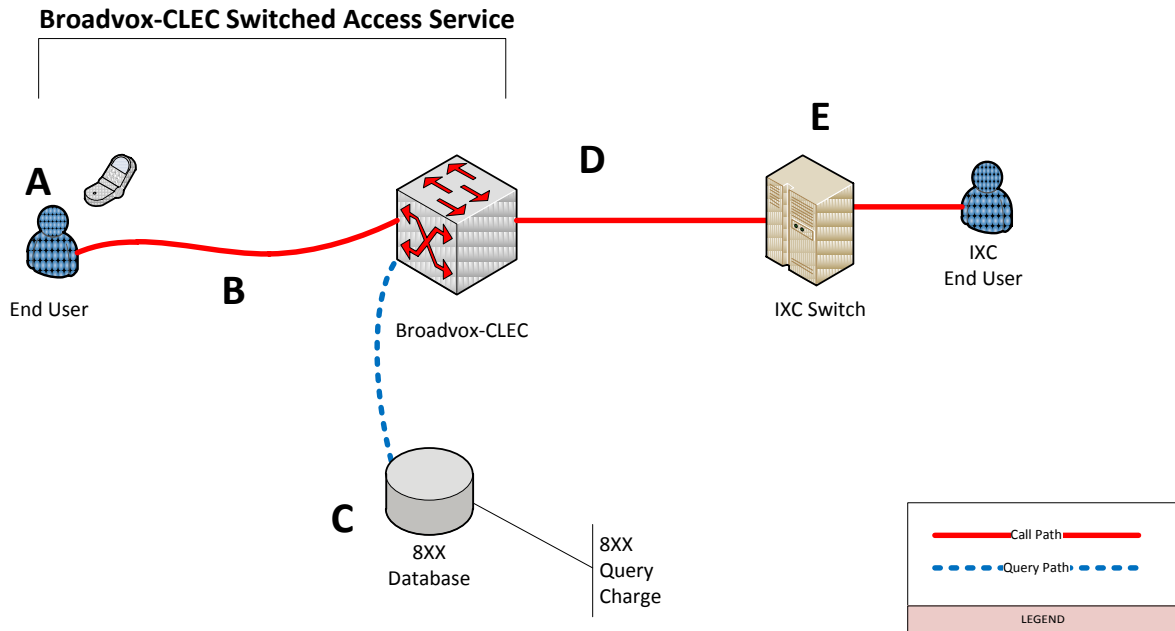 Broadvox-CLEC Switched Access Service
A
B
C
D
E
End User
Broadvox-CLEC
IXC Switch
IXC
End User
8XX
Database
8XX
Query
Charge
Call Path
Query Path
LEGEND